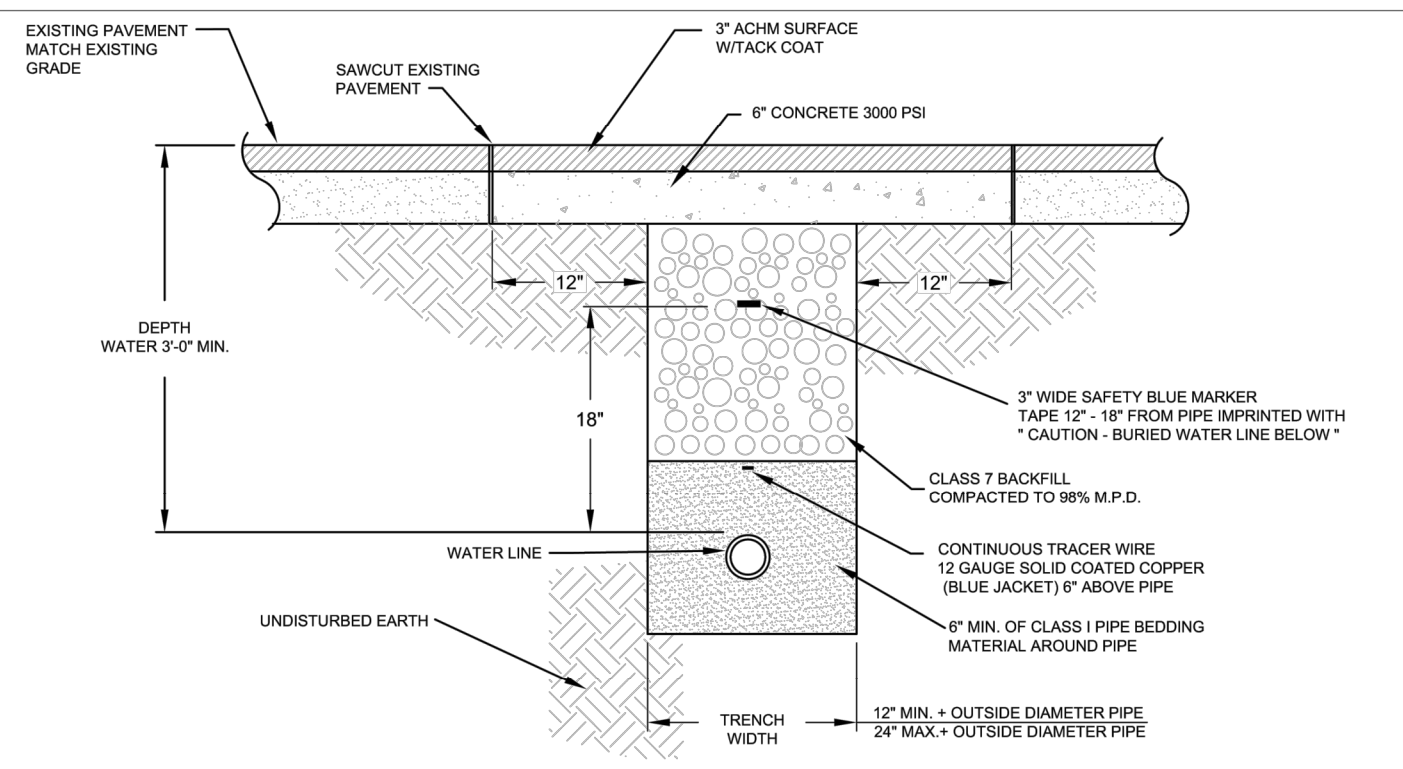 EXISTING PAVEMENT
MATCH EXISTING
GRADE
3" ACHM SURFACE
W/TACK COAT
SAWCUT EXISTING
PAVEMENT
6" CONCRETE 3000 PSI
12"
12"
DEPTH
WATER 3'-0" MIN.
18"
3" WIDE SAFETY BLUE MARKER
TAPE 12" - 18" FROM PIPE IMPRINTED WITH
" CAUTION - BURIED WATER LINE BELOW "
CLASS 7 BACKFILL
COMPACTED TO 98% M.P.D.
WATER LINE
CONTINUOUS TRACER WIRE
12 GAUGE SOLID COATED COPPER
(BLUE JACKET) 6" ABOVE PIPE
UNDISTURBED EARTH
6" MIN. OF CLASS I PIPE BEDDING
MATERIAL AROUND PIPE
TRENCH
WIDTH
12" MIN. + OUTSIDE DIAMETER PIPE
24" MAX.+ OUTSIDE DIAMETER PIPE